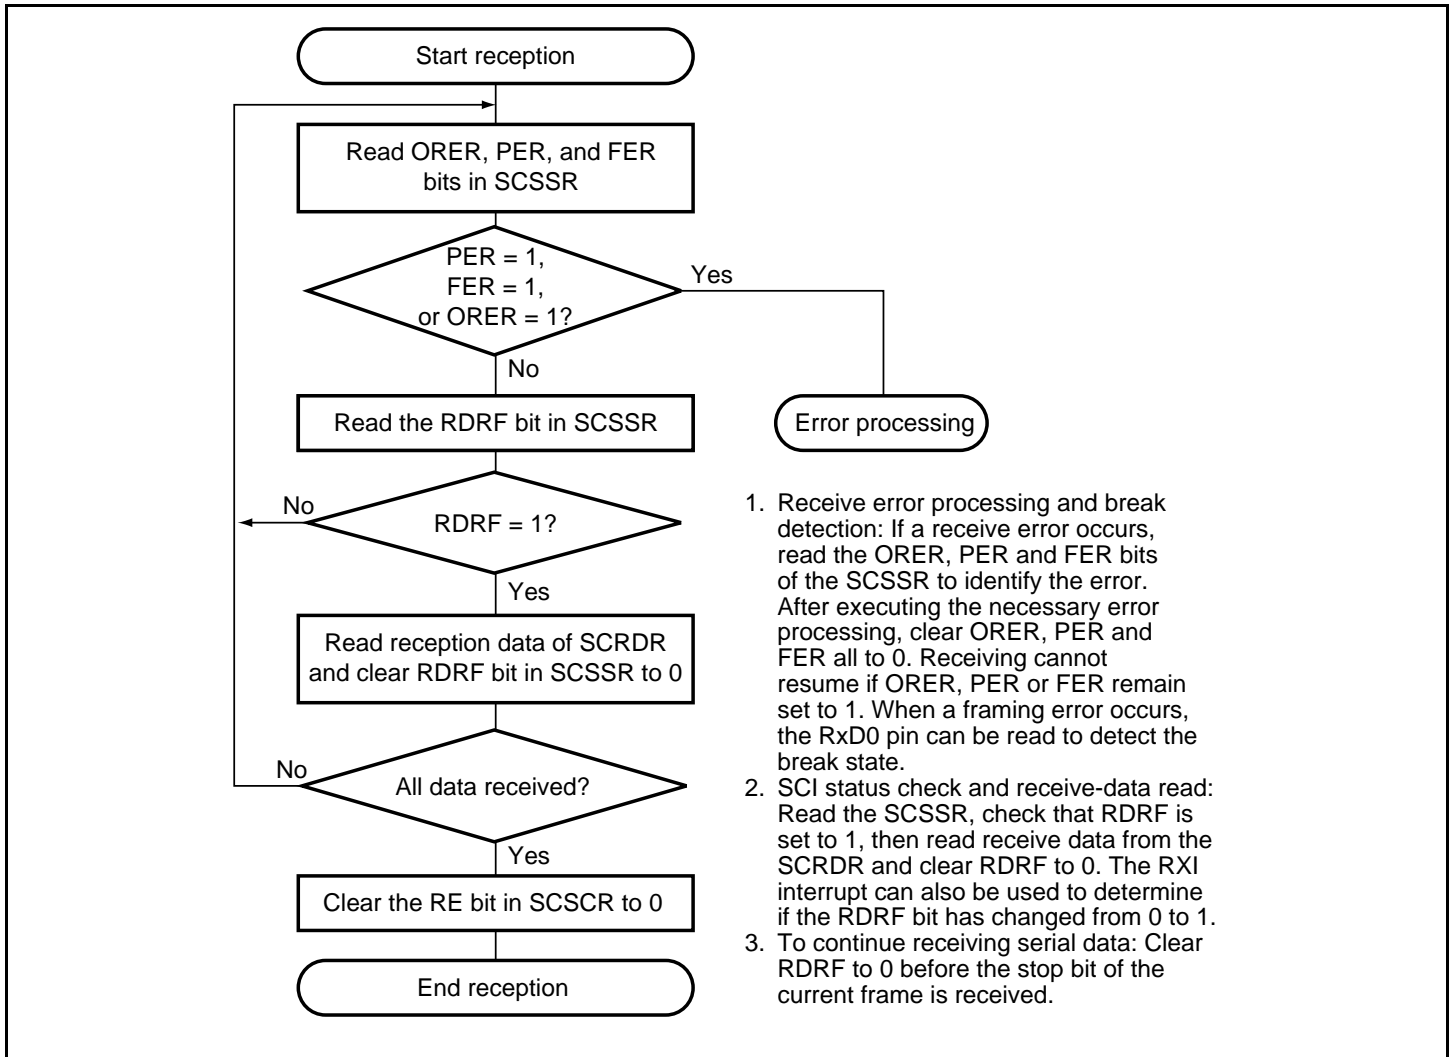 Start reception
Read ORER, PER, and FER
bits in SCSSR
PER = 1,
FER = 1,
or ORER = 1?
Yes
No
Read the RDRF bit in SCSSR
Error processing
No
RDRF = 1?
Yes
Read reception data of SCRDR
and clear RDRF bit in SCSSR to 0
No
All data received?
Yes
Clear the RE bit in SCSCR to 0
End reception
1. Receive error processing and break
detection: If a receive error occurs,
read the ORER, PER and FER bits
of the SCSSR to identify the error.
After executing the necessary error
processing, clear ORER, PER and
FER all to 0. Receiving cannot
resume if ORER, PER or FER remain
set to 1. When a framing error occurs,
the RxD0 pin can be read to detect the
break state.
2. SCI status check and receive-data read:
Read the SCSSR, check that RDRF is
set to 1, then read receive data from the
SCRDR and clear RDRF to 0. The RXI
interrupt can also be used to determine
if the RDRF bit has changed from 0 to 1.
3. To continue receiving serial data: Clear
RDRF to 0 before the stop bit of the
current frame is received.